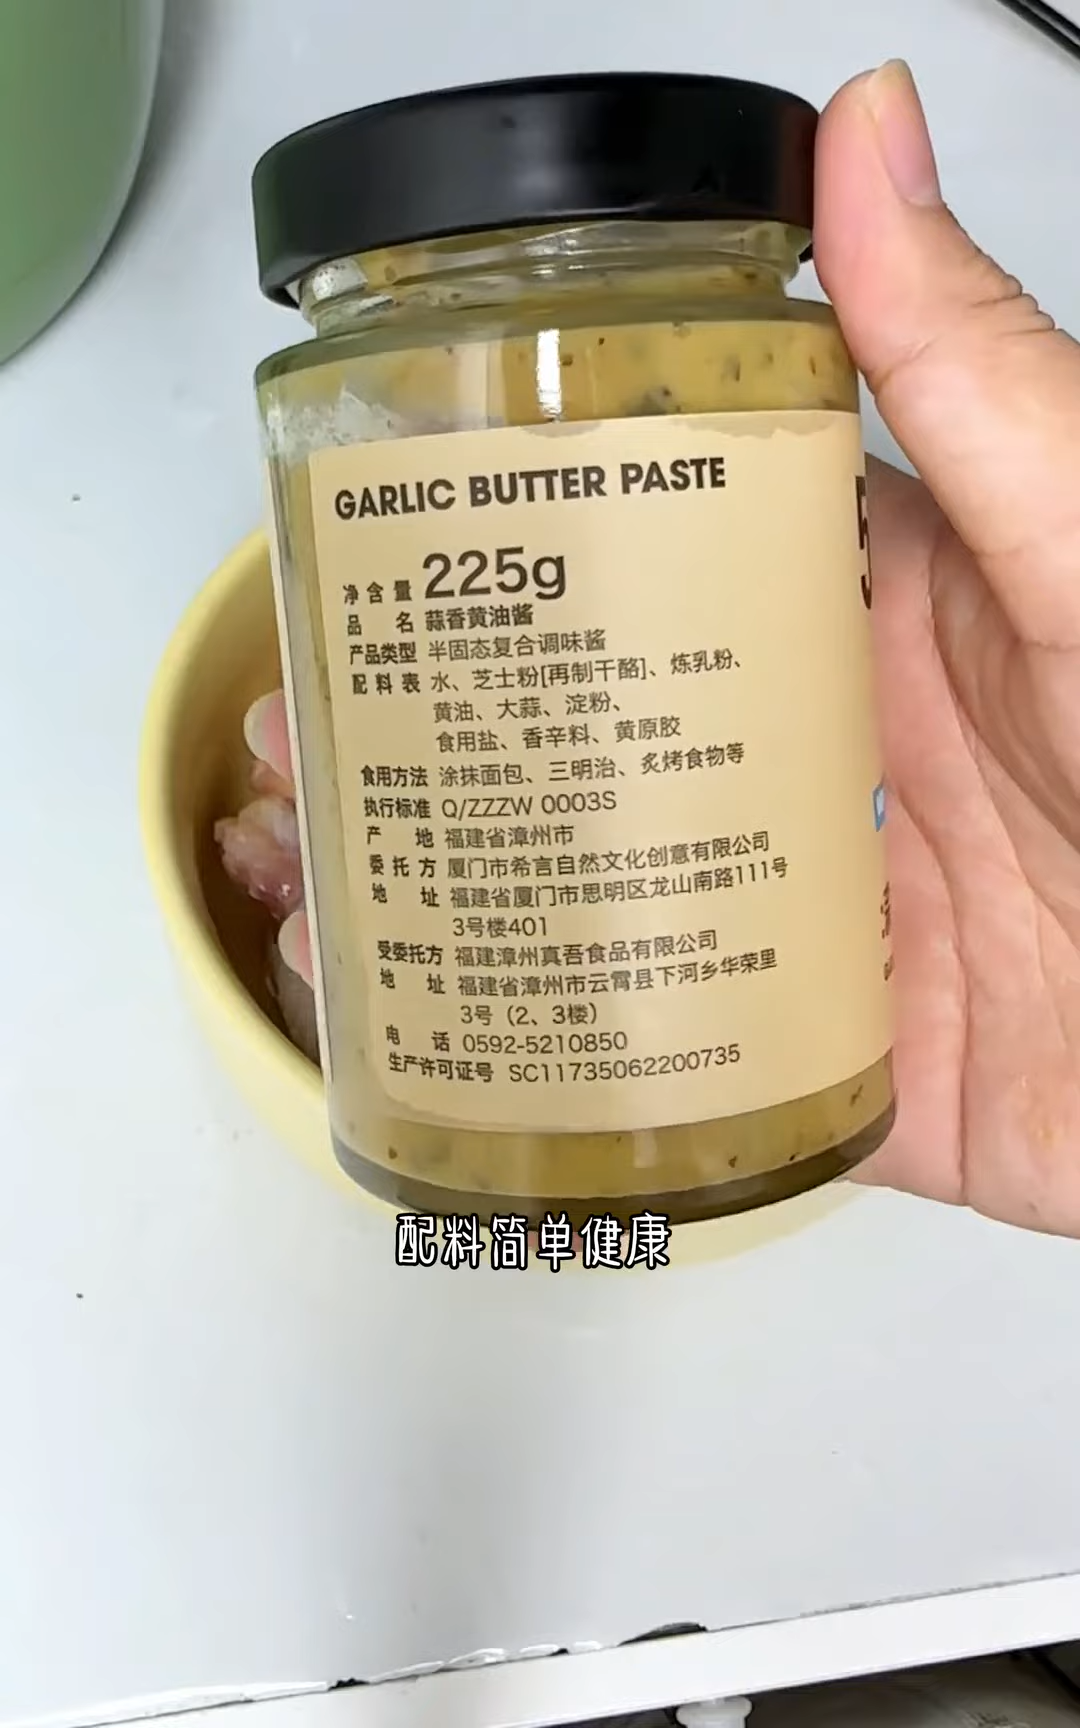 GARLIC BUTTER PASTE
净含量 225g
品名 蒜香黄油酱
产品类型 半固态复合调味酱
配料表 水、芝士粉[再制干酪]、炼乳粉、
黄油、大蒜、淀粉、
食用盐、香辛料、黄原胶
食用方法 涂抹面包、三明治、炙烤食物等
执行标准 Q/ZZZW 0003S
产地 福建省漳州市
委托方 厦门市希言自然文化创意有限公司
地址 福建省厦门市思明区龙山南路111号
3号楼401
受委托方 福建漳州真吾食品有限公司
地址 福建省漳州市云霄县下河乡华荣里
3号（2、3楼）
电话 0592-5210850
生产许可证号 SC11735062200735
配料简单健康